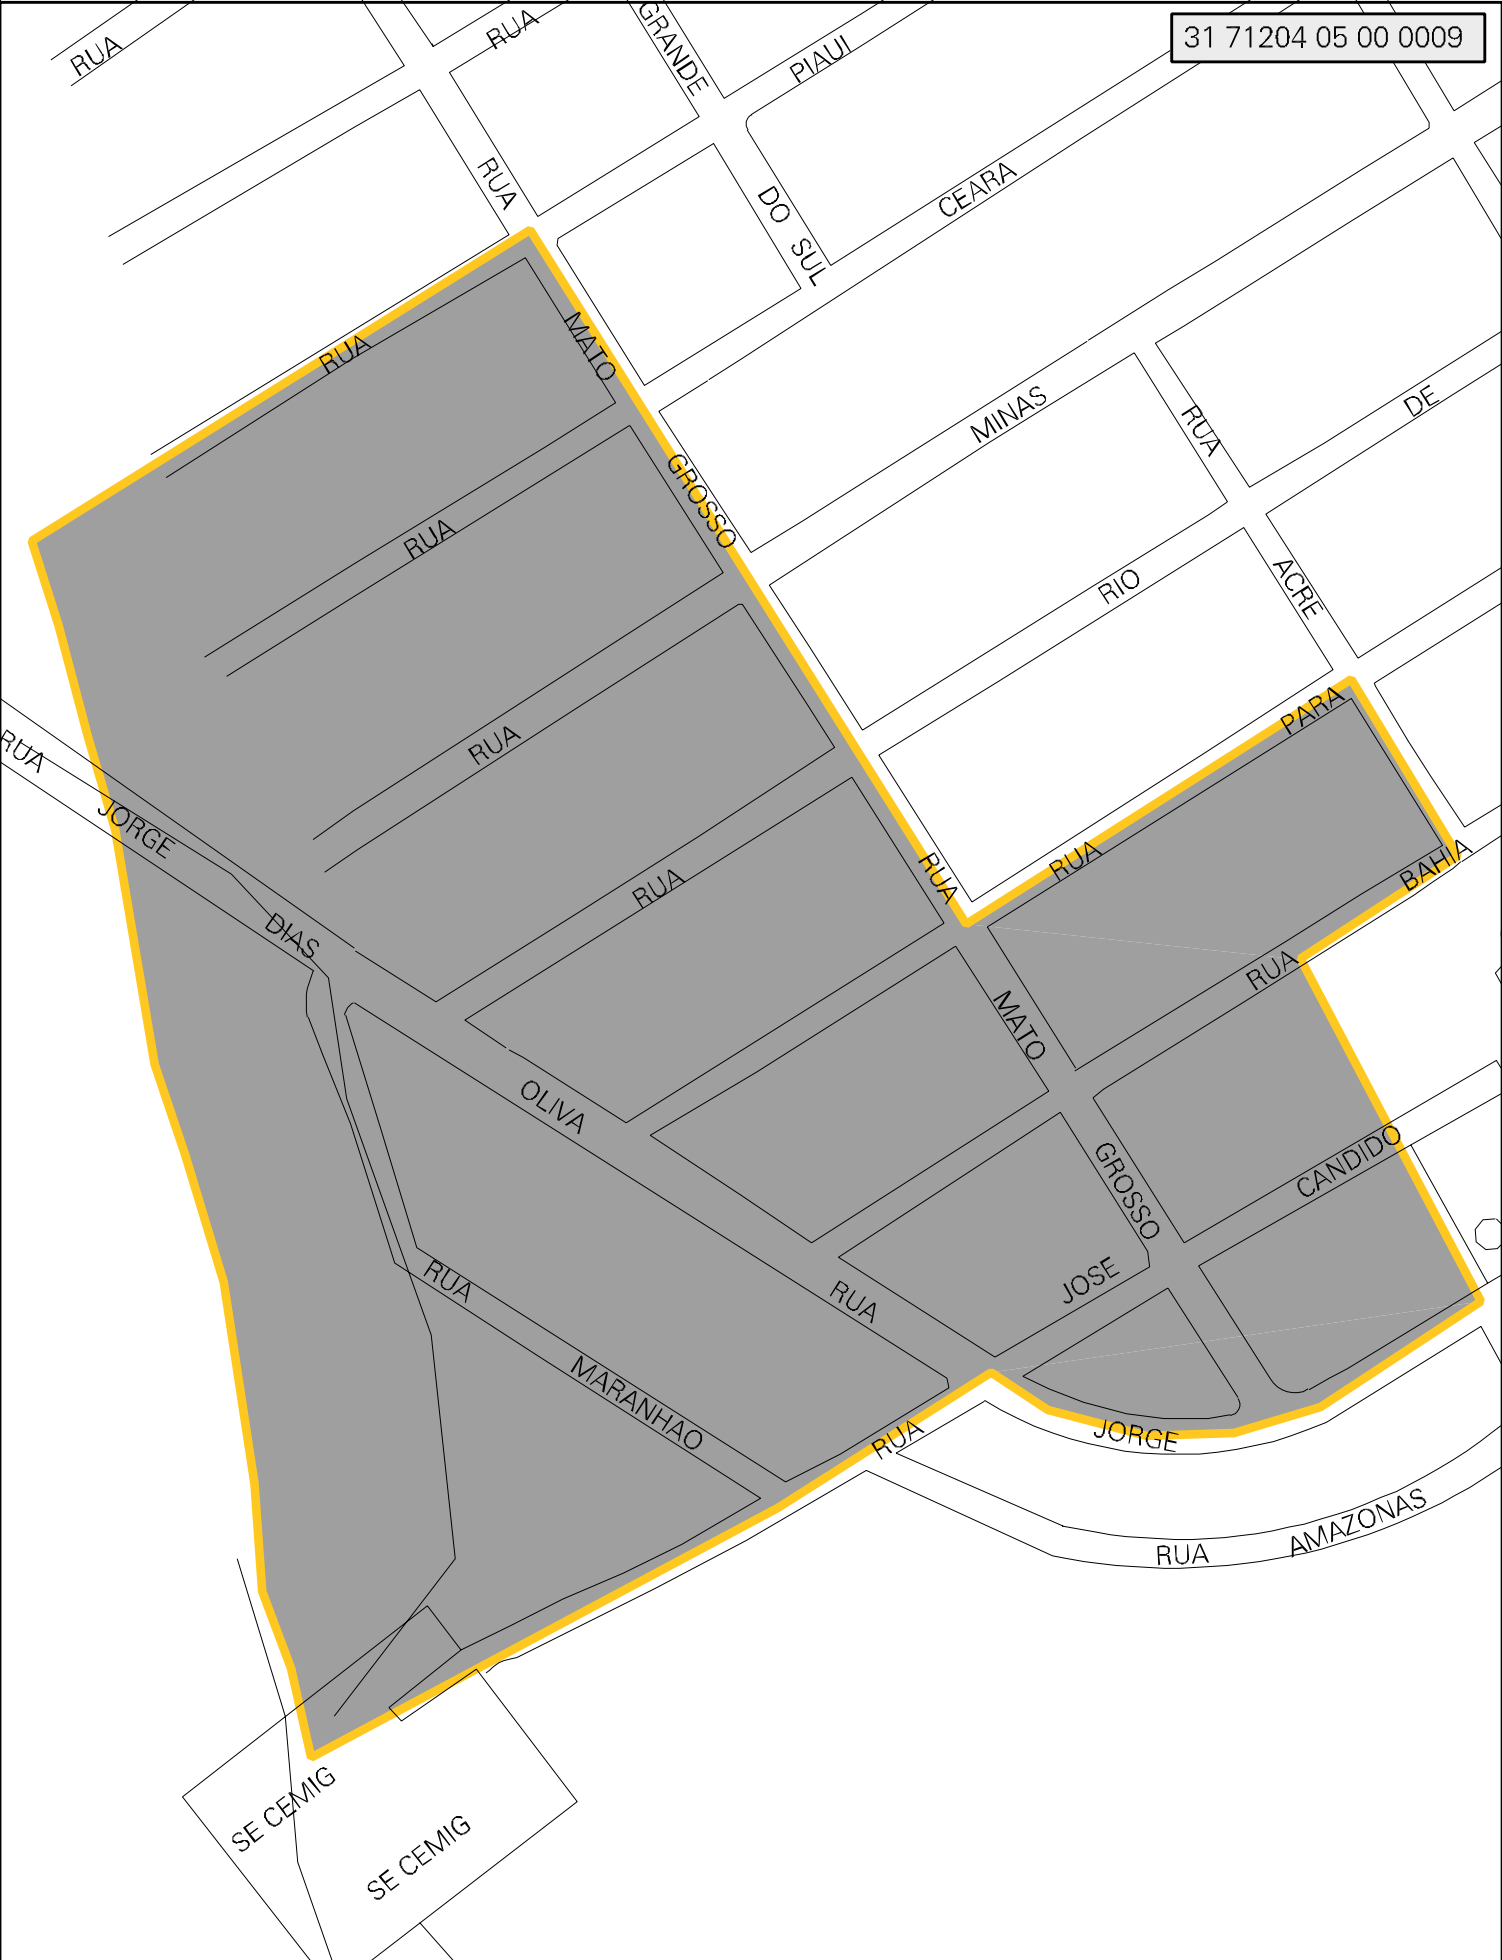 31 71204 05 00 0009
RUA
RUA
GRANDE
PIAUI
RUA
DO SUL
CEARA
RUA
MATO
MINAS
RUA
DE
GROSSO
RUA
RIO
ACRE
RUA
PARA
RUA
JORGE
RUA
RUA
RUA
BAHIA
DIAS
RUA
MATO
OLIVA
GROSSO
CANDIDO
RUA
RUA
JOSE
MARANHAO
RUA
JORGE
RUA
AMAZONAS
SE CEMIG
SE CEMIG